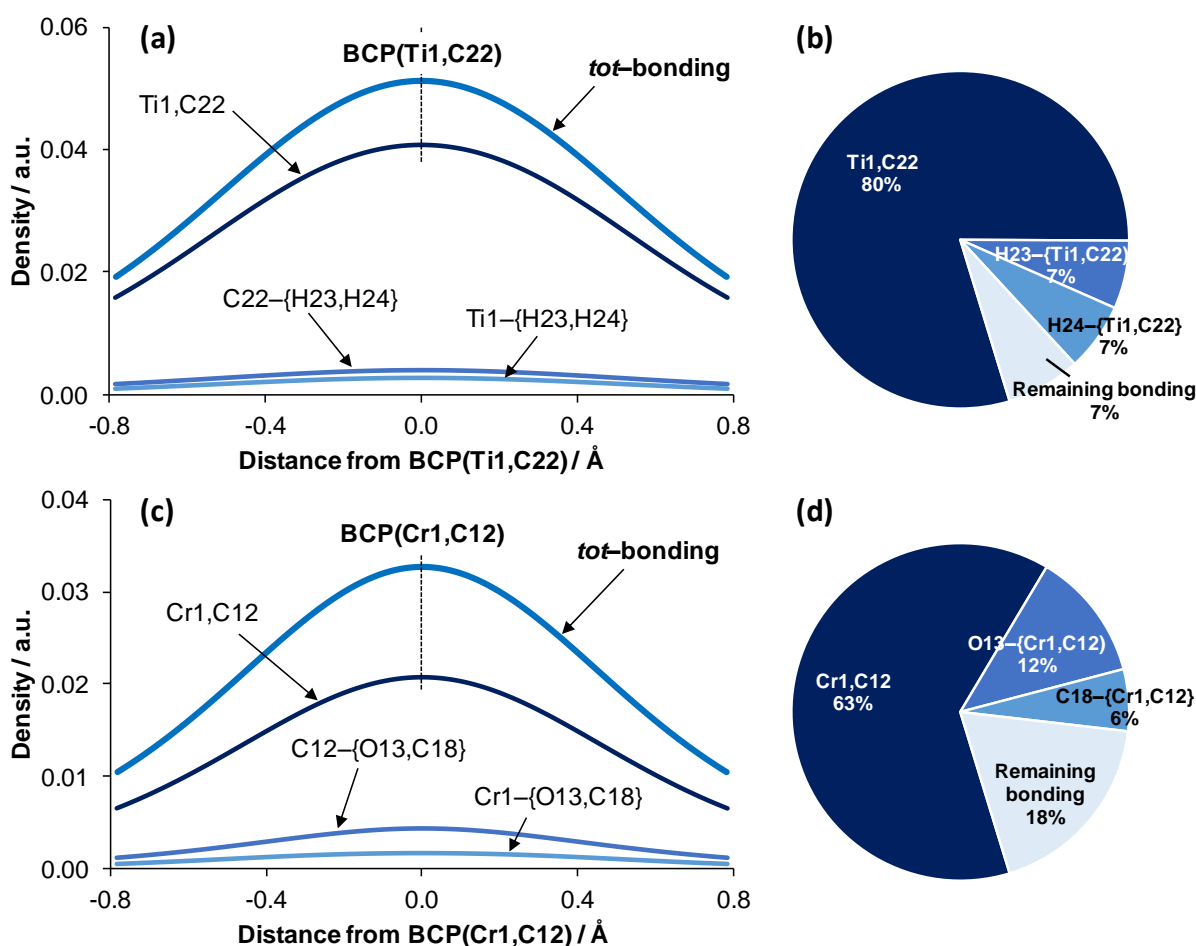 (a)
BCP(Ti1,C22)
tot–bonding
Ti1,C22
C22–{H23,H24}
Ti1–{H23,H24}
Density / a.u.
0.06
0.04
0.02
0.00
-0.8
-0.4
0.0
0.4
0.8
Distance from BCP(Ti1,C22) / Å
(b)
Ti1,C22
80%
H23–{Ti1,C22)
7%
H24–{Ti1,C22}
7%
Remaining bonding
7%
(c)
BCP(Cr1,C12)
tot–bonding
Cr1,C12
C12–{O13,C18}
Cr1–{O13,C18}
Density / a.u.
0.04
0.03
0.02
0.01
0.00
-0.8
-0.4
0.0
0.4
0.8
Distance from BCP(Cr1,C12) / Å
(d)
Cr1,C12
63%
O13–{Cr1,C12)
12%
C18–{Cr1,C12}
6%
Remaining
bonding
18%